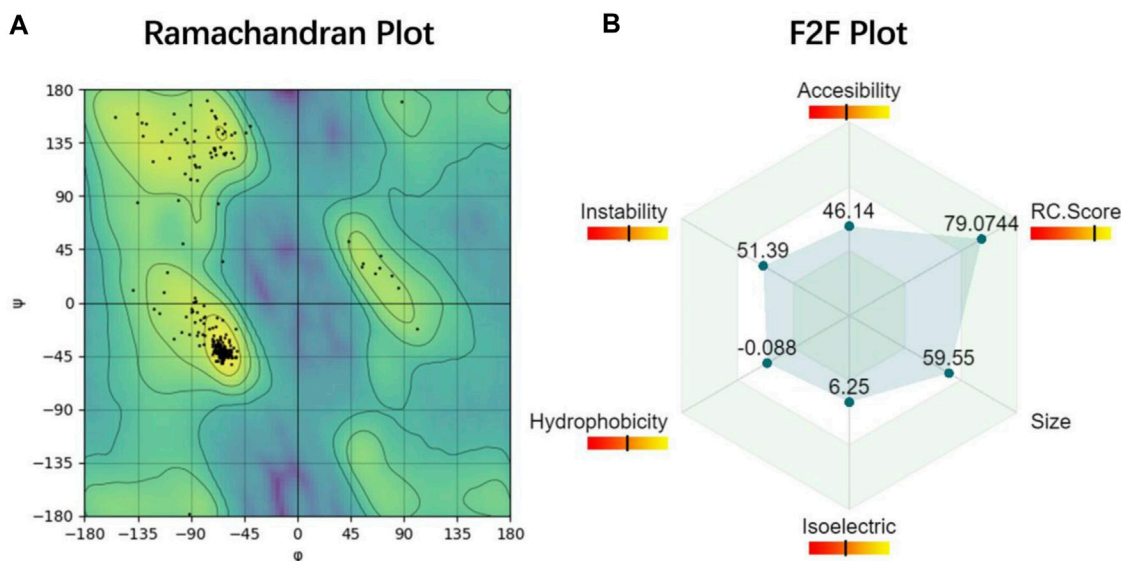 A
Ramachandran Plot
180
135
90
45
0
−45
−90
−135
−180
ψ
−180
−135
−90
−45
0
45
90
135
180
φ
B
F2F Plot
Accesibility
Instability
RC.Score
46.14
79.0744
51.39
-0.088
59.55
6.25
Hydrophobicity
Size
Isoelectric